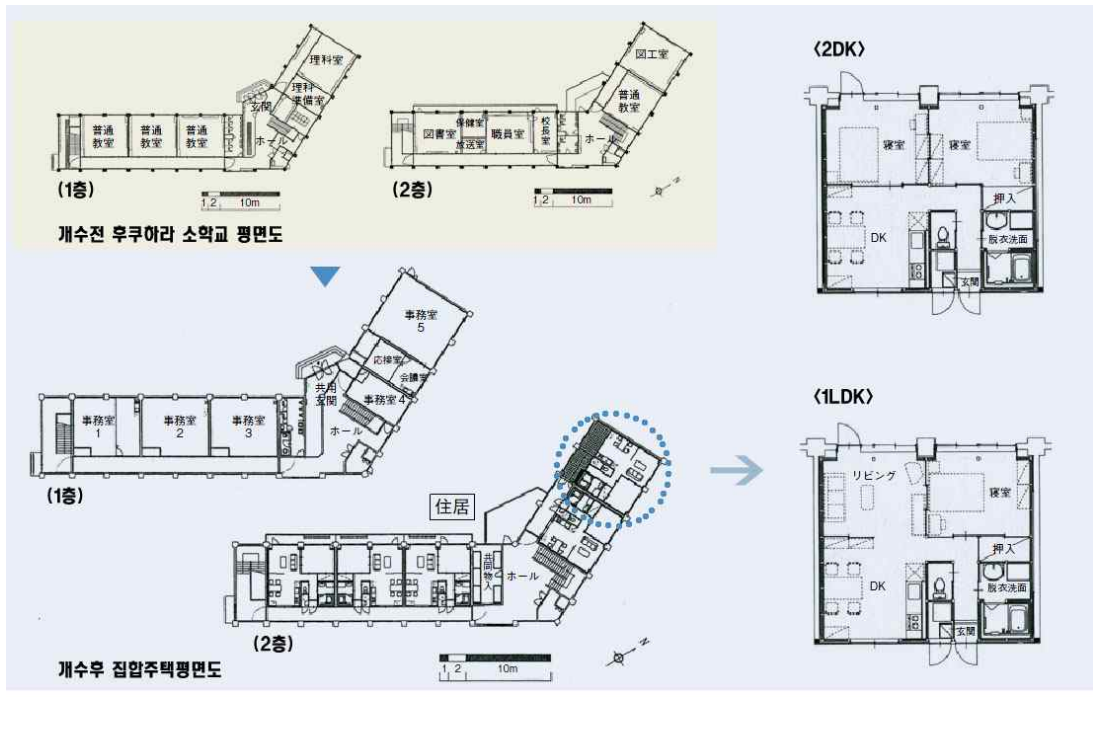 理科室
理科
準備室
玄関
普通
教室
普通
教室
普通
教室
ホール
(1층)
1,2 10m
図工室
普通
教室
図書室
保健室
放送室
職員室
校長室
ホール
(2층)
1,2 10m
N
개수전 후쿠하라 소학교 평면도
事務室
5
応接室
会議室
共用
玄関
事務室4
事務室
1
事務室
2
事務室
3
ホール
(1층)
住居
共同物入
ホール
(2층)
1 2 10m
N
개수후 집합주택평면도
<2DK>
寝室
寝室
押入
DK
脱衣洗面
玄関
<1LDK>
リビング
寝室
押入
DK
脱衣洗面
玄関